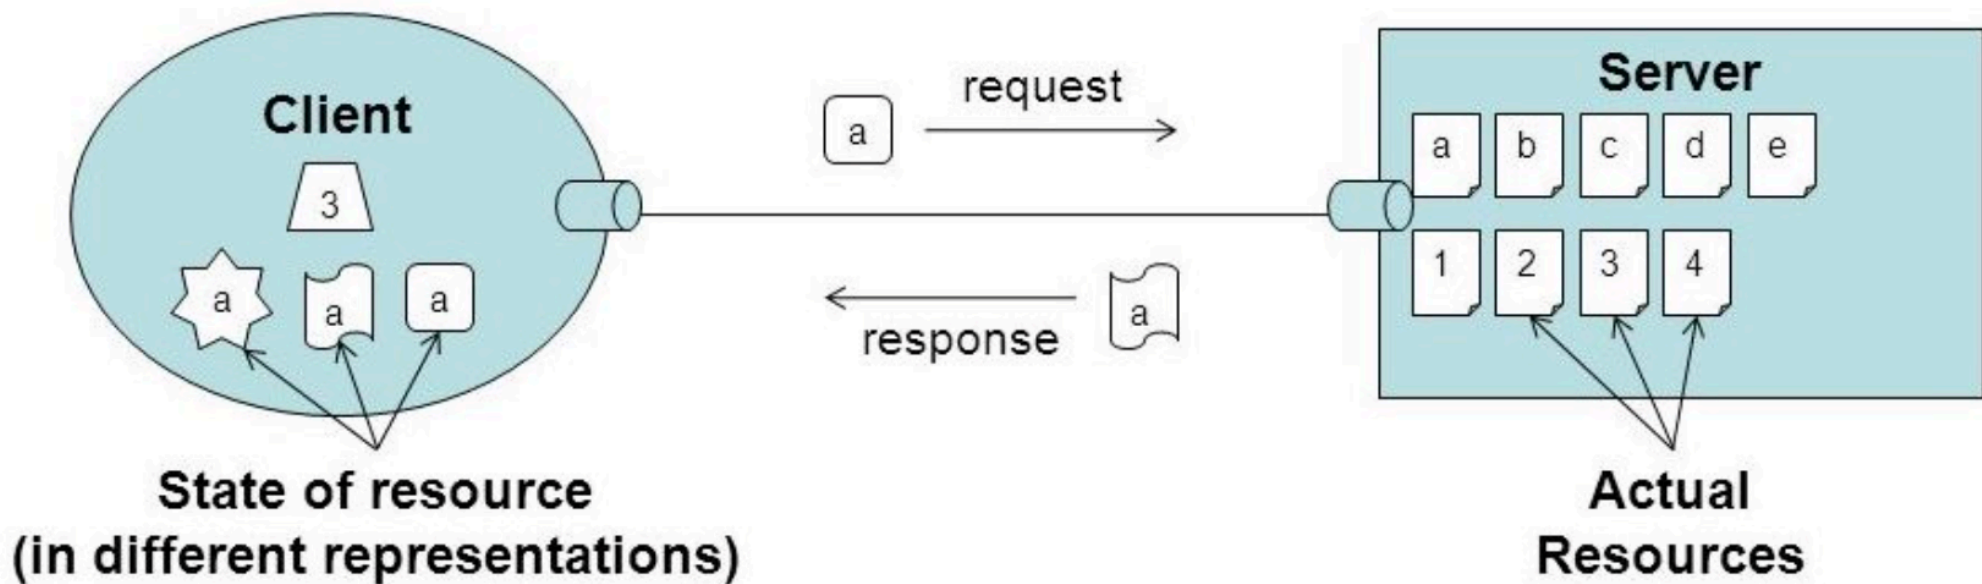 Client
3
a a a
State of resource
(in different representations)
a request
response a
Server
a b c d e
1 2 3 4
Actual
Resources